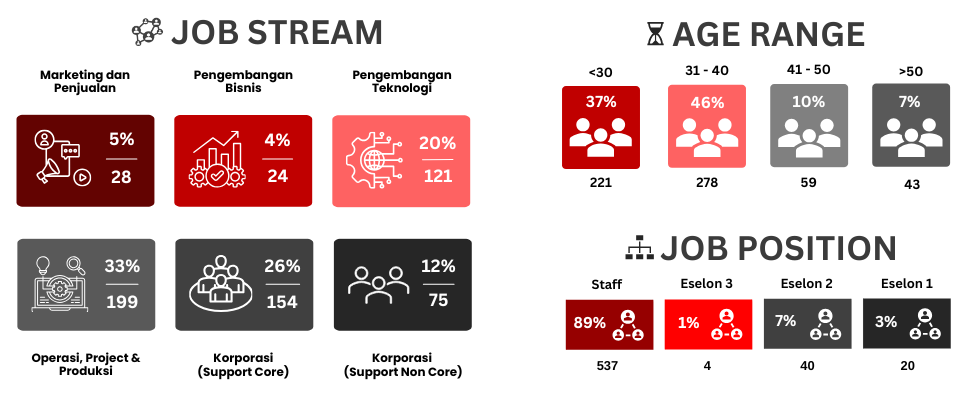 JOB STREAM
Marketing dan
Penjualan
5%
28
Pengembangan
Bisnis
4%
24
Pengembangan
Teknologi
20%
121
33%
199
Operasi, Project &
Produksi
26%
154
Korporasi
(Support Core)
12%
75
Korporasi
(Support Non Core)
AGE RANGE
<30
37%
221
31 - 40
46%
278
41 - 50
10%
59
>50
7%
43
JOB POSITION
Staff
89%
537
Eselon 3
1%
4
Eselon 2
7%
40
Eselon 1
3%
20